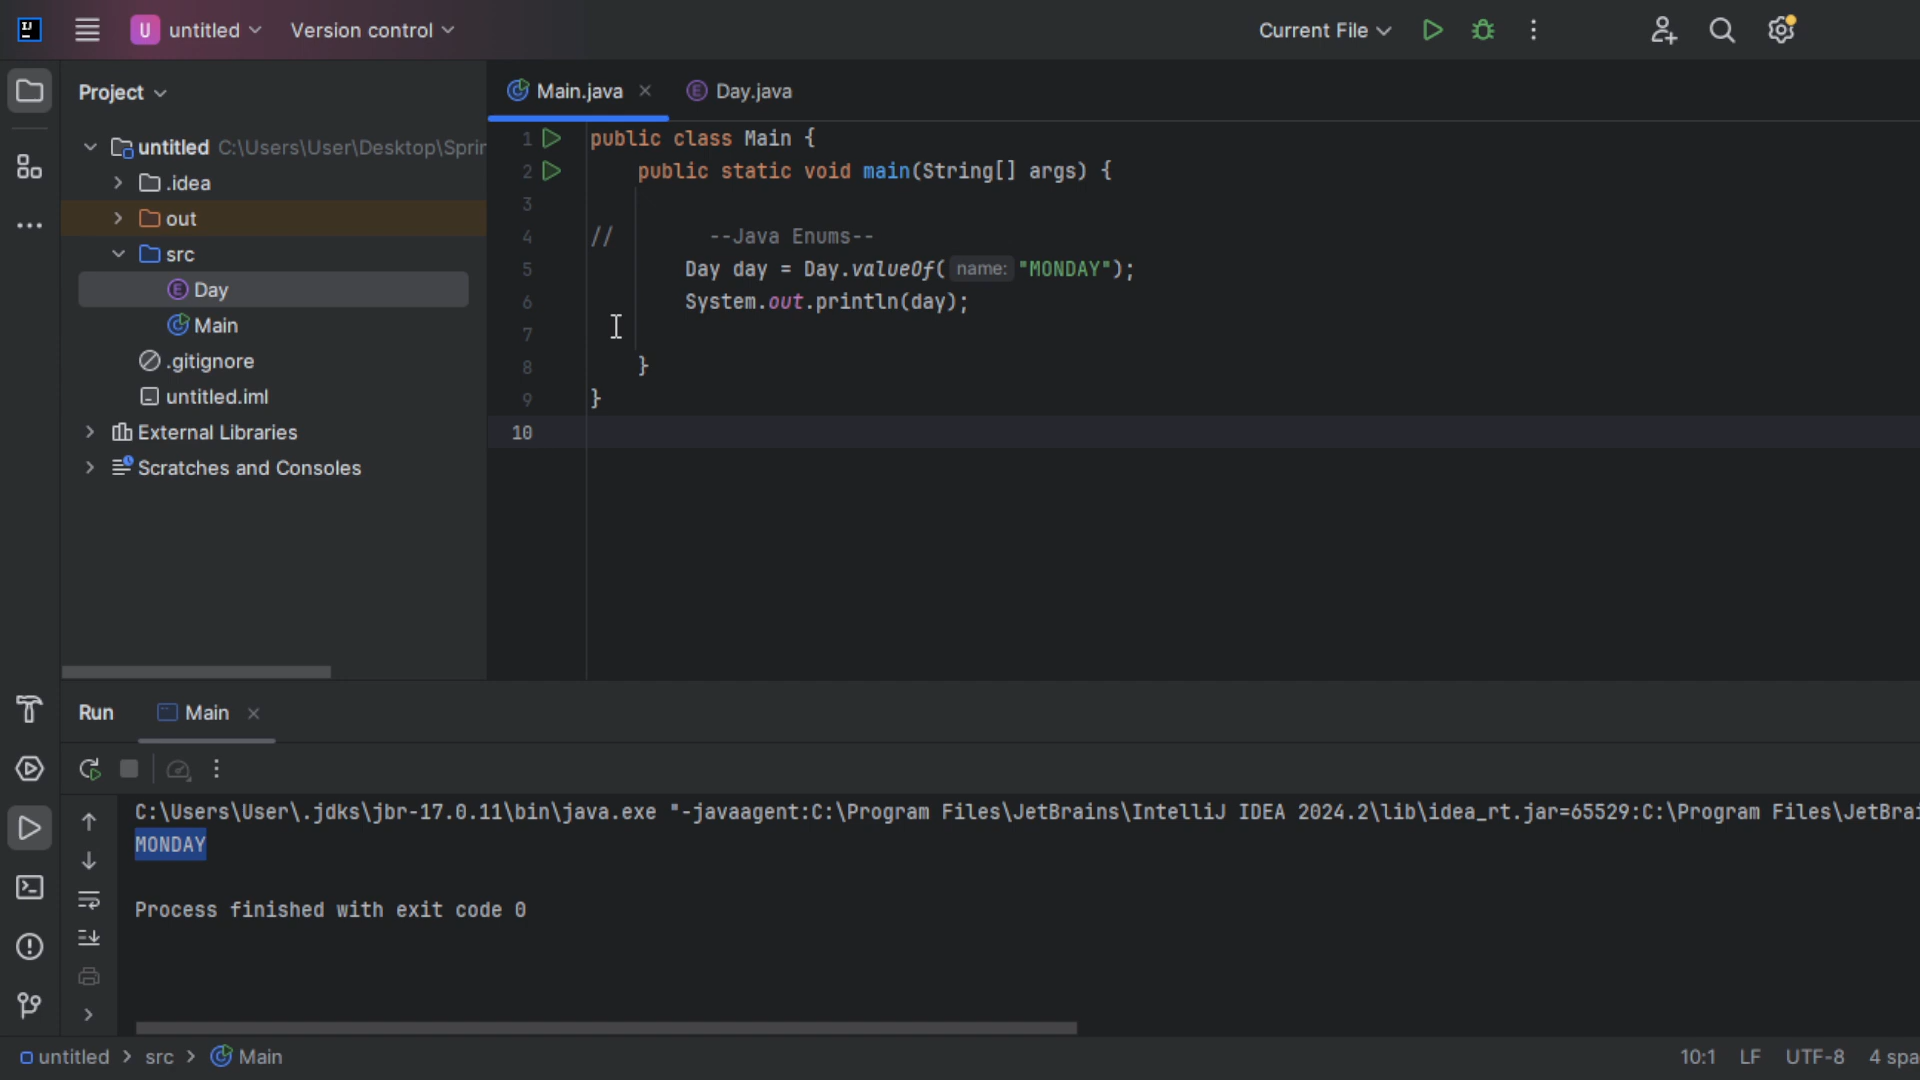 IJ
U untitled Version control Current File
Project
Main.java Day.java
untitled C:\Users\User\Desktop\Sprin
.idea
out
src
E Day
Main
.gitignore
untitled.iml
External Libraries
Scratches and Consoles
1 public class Main {
2 public static void main(String[] args) {
3
4 // --Java Enums--
5 Day day = Day.valueOf( name: "MONDAY");
6 System.out.println(day);
7
8 }
9 }
10
Run Main
C:\Users\User\.jdks\jbr-17.0.11\bin\java.exe "-javaagent:C:\Program Files\JetBrains\IntelliJ IDEA 2024.2\lib\idea_rt.jar=65529:C:\Program Files\JetBrai
MONDAY
Process finished with exit code 0
untitled > src > Main 10:1 LF UTF-8 4 spa